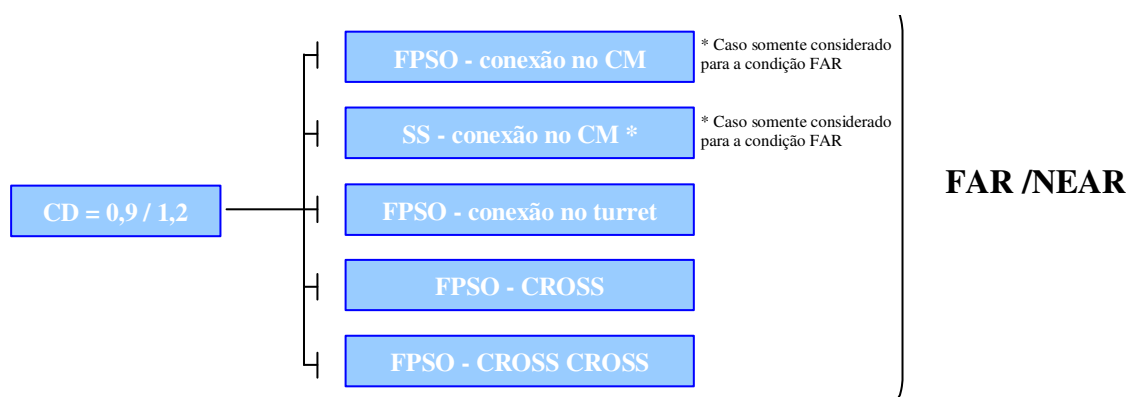 FPSO - conexão no CM
* Caso somente considerado
para a condição FAR
SS - conexão no CM *
* Caso somente considerado
para a condição FAR
FAR /NEAR
CD = 0,9 / 1,2
FPSO - conexão no turret
FPSO - CROSS
FPSO - CROSS CROSS